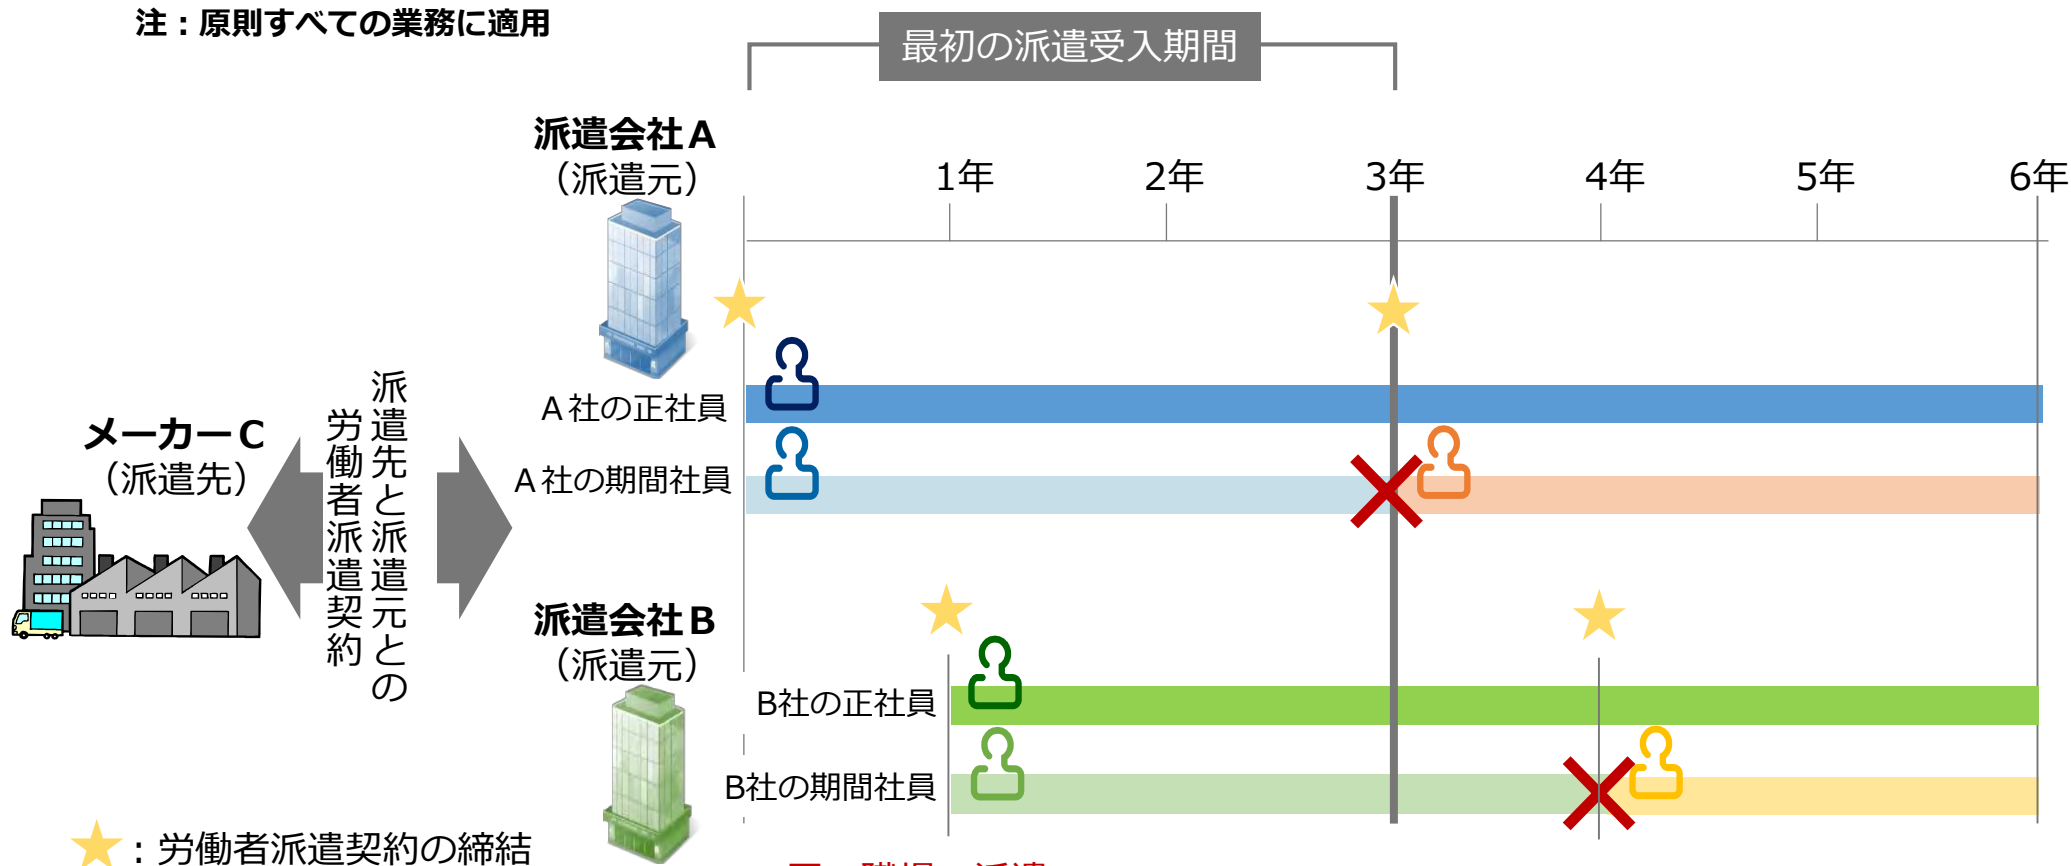 注：原則すべての業務に適用
最初の派遣受入期間
派遣会社A
（派遣元）
1年 2年 3年 4年 5年 6年
A社の正社員
A社の期間社員
メーカーC
（派遣先）
派遣先と派遣元との
労働者派遣契約
派遣会社B
（派遣元）
B社の正社員
B社の期間社員
：労働者派遣契約の締結